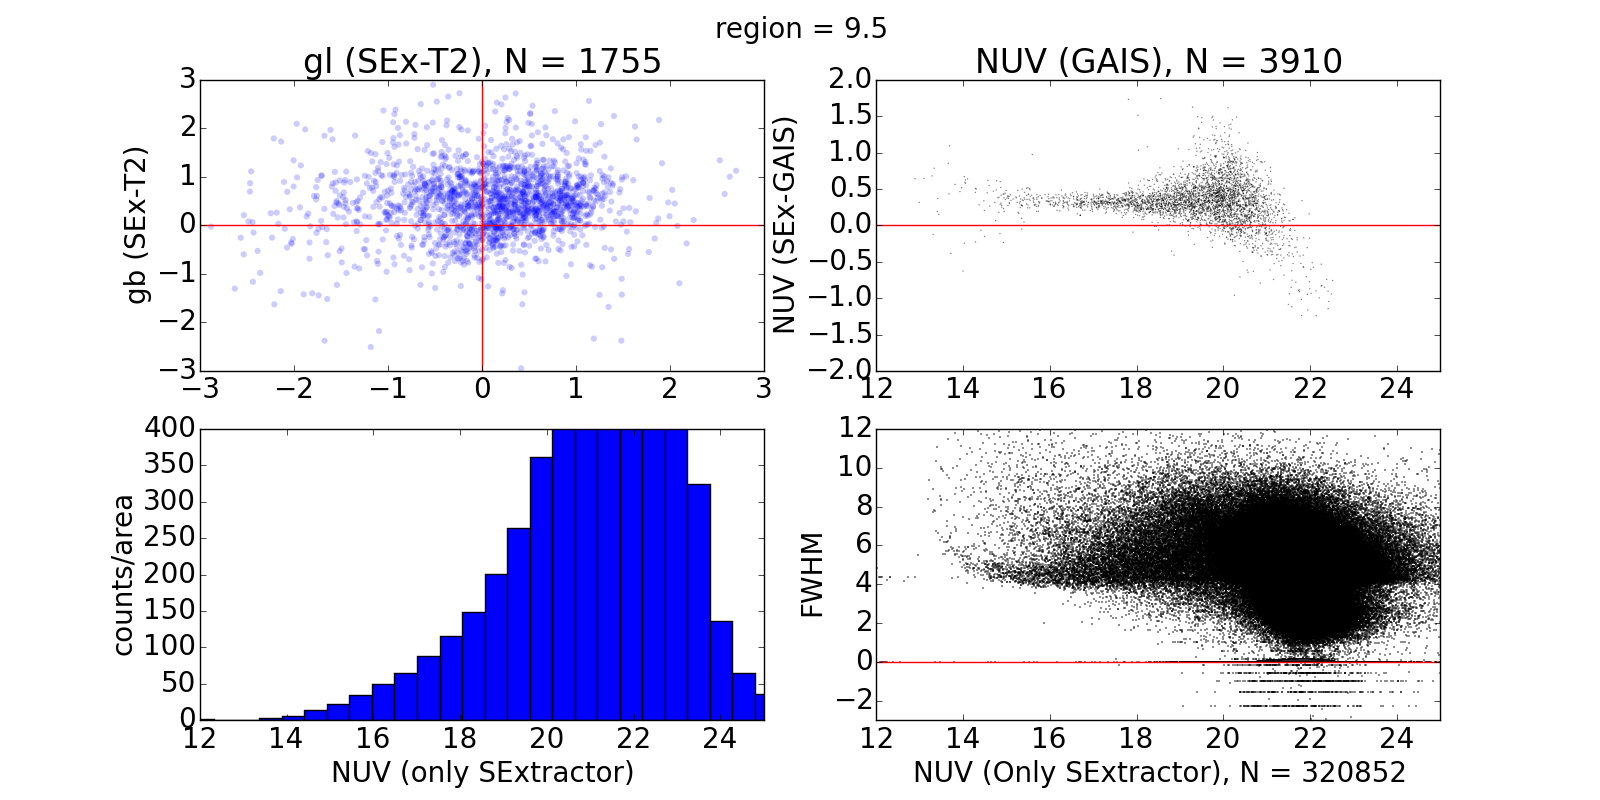 region = 9.5
gl (SEx-T2), N = 1755
3
2
1
0
−1
−2
−3
gb (SEx-T2)
−3 −2 −1 0 1 2 3
NUV (GAIS), N = 3910
2.0
1.5
1.0
0.5
0.0
−0.5
−1.0
−1.5
−2.0
NUV (SEx-GAIS)
12 14 16 18 20 22 24
400
350
300
250
200
150
100
50
0
counts/area
12 14 16 18 20 22 24
NUV (only SExtractor)
12
10
8
6
4
2
0
−2
FWHM
12 14 16 18 20 22 24
NUV (Only SExtractor), N = 320852